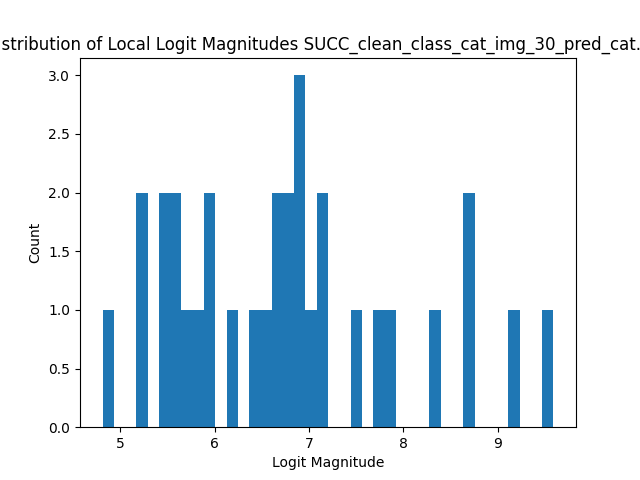 stribution of Local Logit Magnitudes SUCC_clean_class_cat_img_30_pred_cat.
3.0
2.5
2.0
1.5
1.0
0.5
0.0
Count
5 6 7 8 9
Logit Magnitude